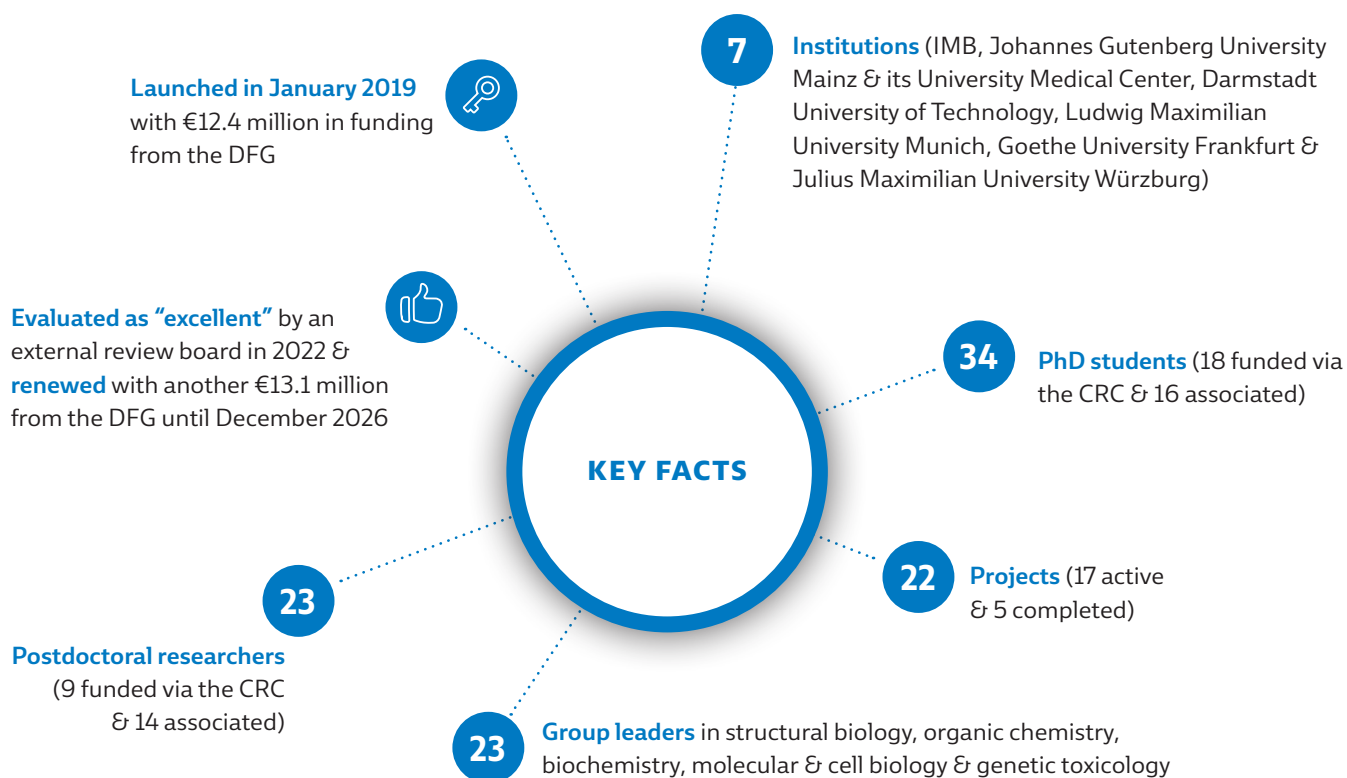 Launched in January 2019
with €12.4 million in funding
from the DFG
7
Institutions (IMB, Johannes Gutenberg University
Mainz & its University Medical Center, Darmstadt
University of Technology, Ludwig Maximilian
University Munich, Goethe University Frankfurt &
Julius Maximilian University Würzburg)
Evaluated as “excellent” by an
external review board in 2022 &
renewed with another €13.1 million
from the DFG until December 2026
34
PhD students (18 funded via
the CRC & 16 associated)
KEY FACTS
22
Projects (17 active
& 5 completed)
23
Postdoctoral researchers
(9 funded via the CRC
& 14 associated)
23
Group leaders in structural biology, organic chemistry,
biochemistry, molecular & cell biology & genetic toxicology